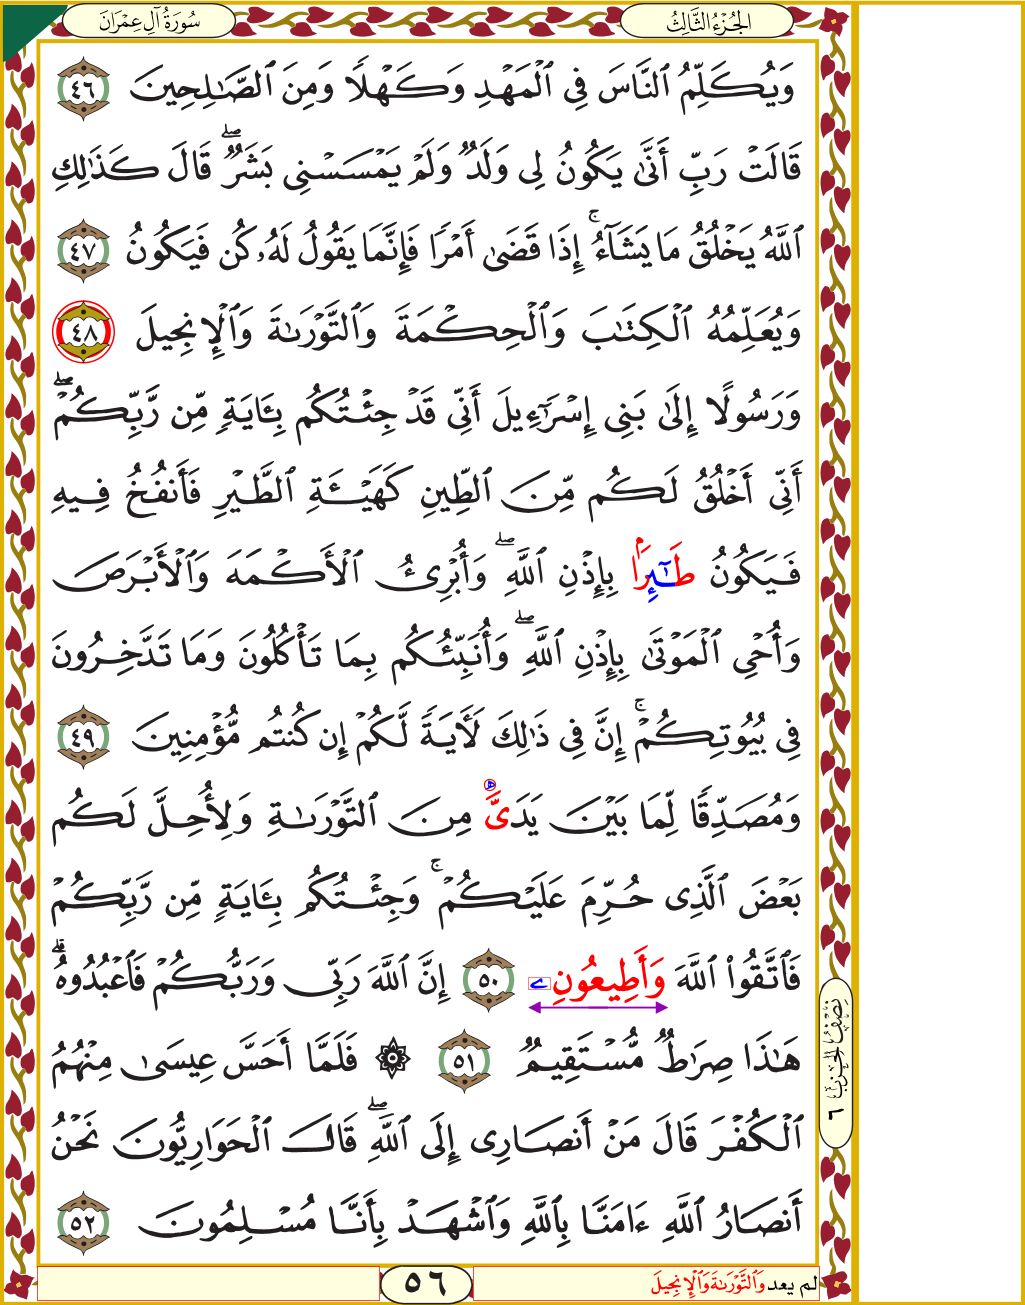 الجُزْءُ الثَّالِثُ
سُورَةُ آلِ عِمْرَانَ
وَيُكَلِّمُ ٱلنَّاسَ فِي ٱلْمَهْدِ وَكَهْلًا وَمِنَ ٱلصَّٰلِحِينَ ٤٦
قَالَتْ رَبِّ أَنَّىٰ يَكُونُ لِي وَلَدٌ وَلَمْ يَمْسَسْنِي بَشَرٌ ۖ قَالَ كَذَٰلِكِ
ٱللَّهُ يَخْلُقُ مَا يَشَآءُ ۚ إِذَا قَضَىٰ أَمْرًا فَإِنَّمَا يَقُولُ لَهُۥ كُن فَيَكُونُ ٤٧
وَيُعَلِّمُهُ ٱلْكِتَٰبَ وَٱلْحِكْمَةَ وَٱلتَّوْرَىٰةَ وَٱلْإِنجِيلَ ٤٨
وَرَسُولًا إِلَىٰ بَنِي إِسْرَٰٓءِيلَ أَنِّي قَدْ جِئْتُكُم بِـَٔايَةٍ مِّن رَّبِّكُمْ ۖ
أَنِّي أَخْلُقُ لَكُم مِّنَ ٱلطِّينِ كَهَيْـَٔةِ ٱلطَّيْرِ فَأَنفُخُ فِيهِ
فَيَكُونُ طَٰٓئِرًۢا بِإِذْنِ ٱللَّهِ ۖ وَأُبْرِئُ ٱلْأَكْمَهَ وَٱلْأَبْرَصَ
وَأُحْيِ ٱلْمَوْتَىٰ بِإِذْنِ ٱللَّهِ ۖ وَأُنَبِّئُكُم بِمَا تَأْكُلُونَ وَمَا تَدَّخِرُونَ
فِي بُيُوتِكُمْ ۚ إِنَّ فِي ذَٰلِكَ لَأٓيَةً لَّكُمْ إِن كُنتُم مُّؤْمِنِينَ ٤٩
وَمُصَدِّقًا لِّمَا بَيْنَ يَدَيَّ مِنَ ٱلتَّوْرَىٰةِ وَلِأُحِلَّ لَكُم
بَعْضَ ٱلَّذِي حُرِّمَ عَلَيْكُمْ ۚ وَجِئْتُكُم بِـَٔايَةٍ مِّن رَّبِّكُمْ
فَٱتَّقُوا۟ ٱللَّهَ وَأَطِيعُونِۦ ٥٠ إِنَّ ٱللَّهَ رَبِّي وَرَبُّكُمْ فَٱعْبُدُوهُ ۗ
هَٰذَا صِرَٰطٌ مُّسْتَقِيمٌ ٥١ ۞ فَلَمَّا أَحَسَّ عِيسَىٰ مِنْهُمُ
ٱلْكُفْرَ قَالَ مَنْ أَنصَارِي إِلَى ٱللَّهِ ۖ قَالَ ٱلْحَوَارِيُّونَ نَحْنُ
أَنصَارُ ٱللَّهِ ءَامَنَّا بِٱللَّهِ وَٱشْهَدْ بِأَنَّا مُسْلِمُونَ ٥٢
نِصْفُ الحِزْبِ ٦
لم يعد وَٱلتَّوْرَىٰةَ وَٱلْإِنجِيلَ
٥٦